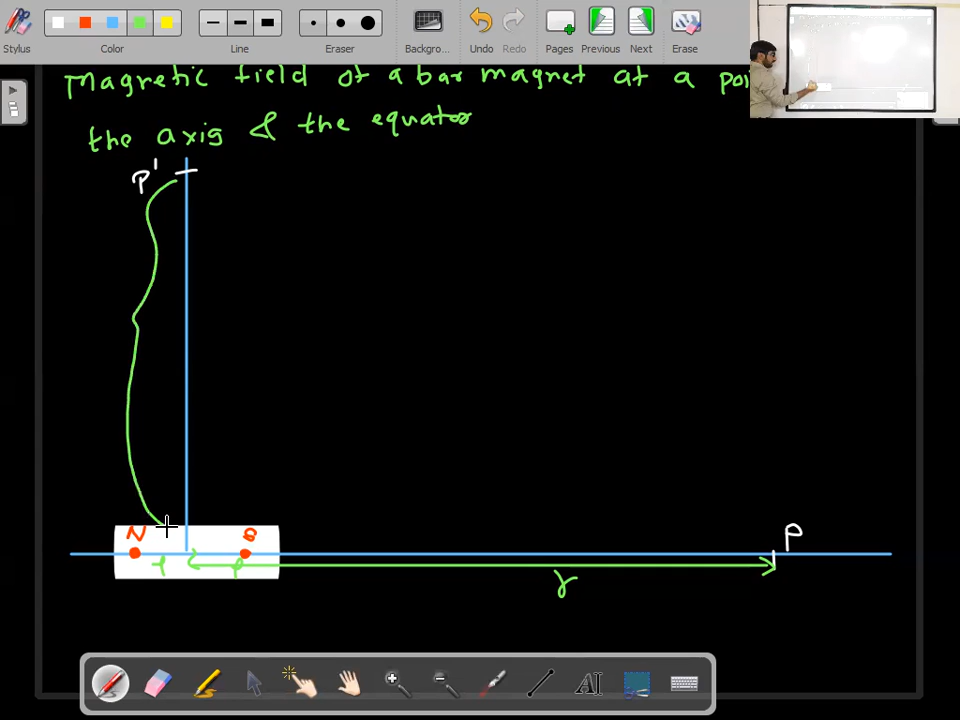 Stylus Color Line Eraser Backgro... Undo Redo Pages Previous Next Erase
Magnetic field of a bar magnet at a poi
the axis & the equator
P'
N S P
l l
r
AI